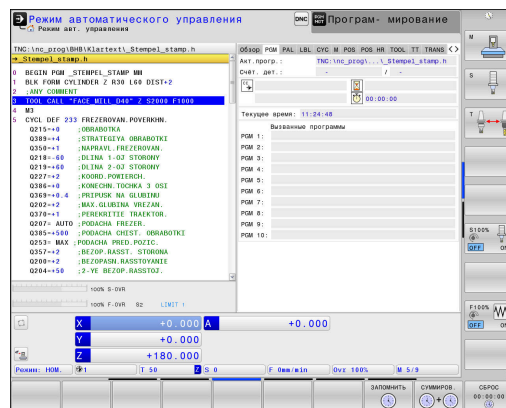 Режим автоматического управления
Режим авт. управления
DNC
Програм- мирование
TNC:\nc_prog\BHB\Klartext\_Stempel_stamp.h
→_Stempel_stamp.h
0 BEGIN PGM _STEMPEL_STAMP MM
1 BLK FORM CYLINDER Z R30 L60 DIST+2
2 ;ANY COMMENT
3 TOOL CALL "FACE_MILL_D40" Z S2000 F1000
4 M3
5 CYCL DEF 233 FREZEROVAN.POVERKHN.
Q215=+0 ;OBRABOTKA
Q389=+4 ;STRATEGIYA OBRABOTKI
Q350=+1 ;NAPRAVL.FREZEROVAN.
Q218=-60 ;DLINA 1-OJ STORONY
Q219=+60 ;DLINA 2-OJ STORONY
Q227=+2 ;KOORD.POWIERCH.
Q386=+0 ;KONECHN.TOCHKA 3 OSI
Q369=+0.4 ;PRIPUSK NA GLUBINU
Q202=+2 ;MAX.GLUBINA VREZAN.
Q370=+1 ;PEREKRITIE TRAEKTOR.
Q207= AUTO ;PODACHA FREZER.
Q385=+500 ;PODACHA CHIST. OBRABOTKI
Q253= MAX ;PODACHA PRED.POZIC.
Q357=+2 ;BEZOP.RASST. STORONA
Q200=+2 ;BEZOPASN.RASSTOYANIE
Q204=+50 ;2-YE BEZOP.RASSTOJ.
100% S-OVR
100% F-OVR S2 LIMIT 1
Обзор PGM PAL LBL CYC M POS POS HR TOOL TT TRANS
Акт.прогр.: TNC:\nc_prog\...\_Stempel_stamp.h
Счётч. дет.: - / -
00:00:00
Текущее время: 11:24:48
Вызванные программы
PGM 1:
PGM 2:
PGM 3:
PGM 4:
PGM 5:
PGM 6:
PGM 7:
PGM 8:
PGM 9:
PGM 10:
X +0.000 A +0.000
Y +0.000
Z +180.000
Режим: НОМ. 1 T 50 Z S 0 F 0mm/min Ovr 100% M 5/9
ЗАПОМНИТЬ
СУММИРОВ.
СБРОС
00:00:00
M
S
T
S100%
OFF
F100%
OFF